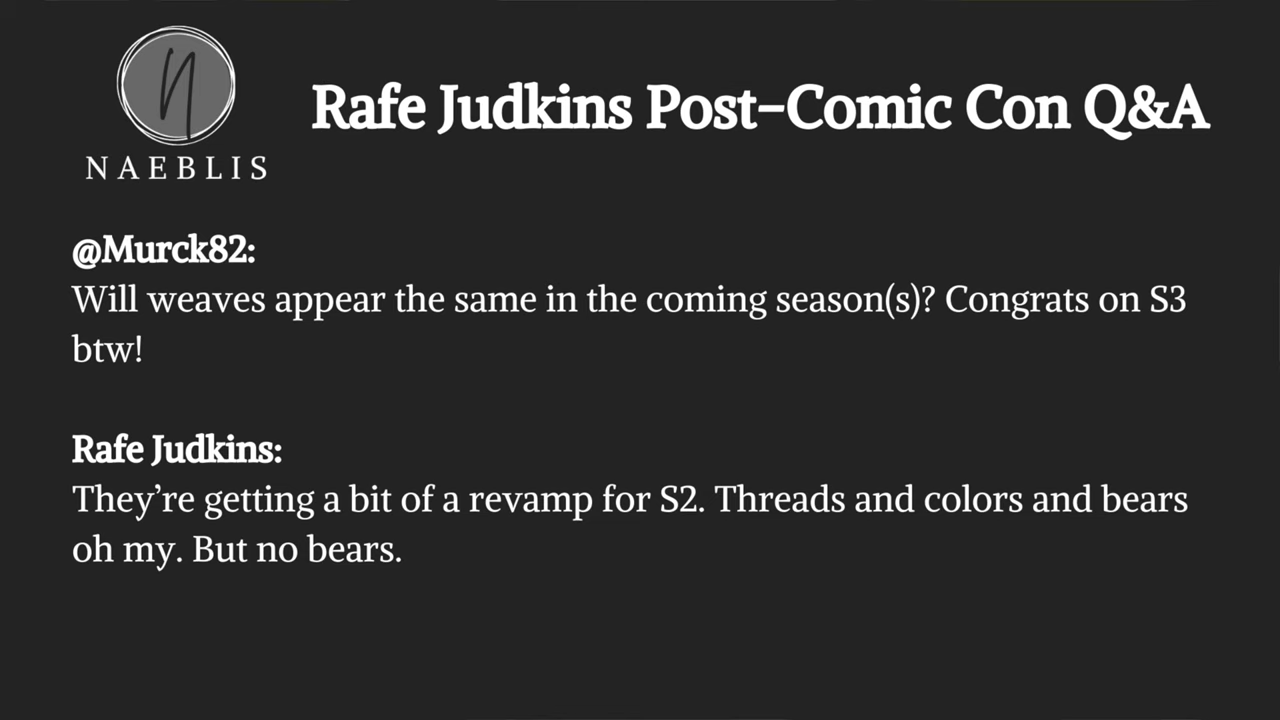 n
NAEBLIS
Rafe Judkins Post-Comic Con Q&A
@Murck82:
Will weaves appear the same in the coming season(s)? Congrats on S3
btw!
Rafe Judkins:
They’re getting a bit of a revamp for S2. Threads and colors and bears
oh my. But no bears.